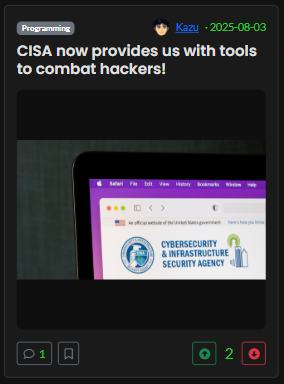 Programming
Kazu · 2025-08-03
CISA now provides us with tools
to combat hackers!
Safari File Edit View History Bookmarks Window Help
An official website of the United States government Here's how you know
CYBERSECURITY
& INFRASTRUCTURE
SECURITY AGENCY
1
2